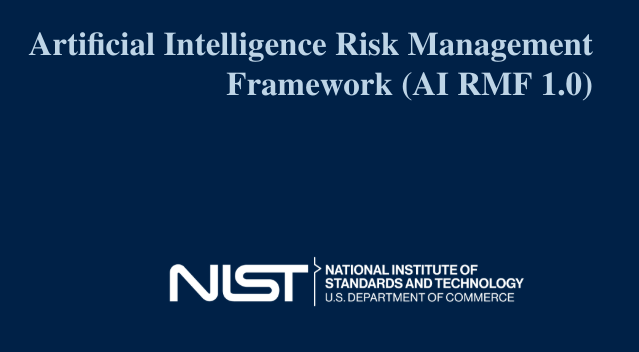 Artificial Intelligence Risk Management
Framework (AI RMF 1.0)
NIST
NATIONAL INSTITUTE OF
STANDARDS AND TECHNOLOGY
U.S. DEPARTMENT OF COMMERCE